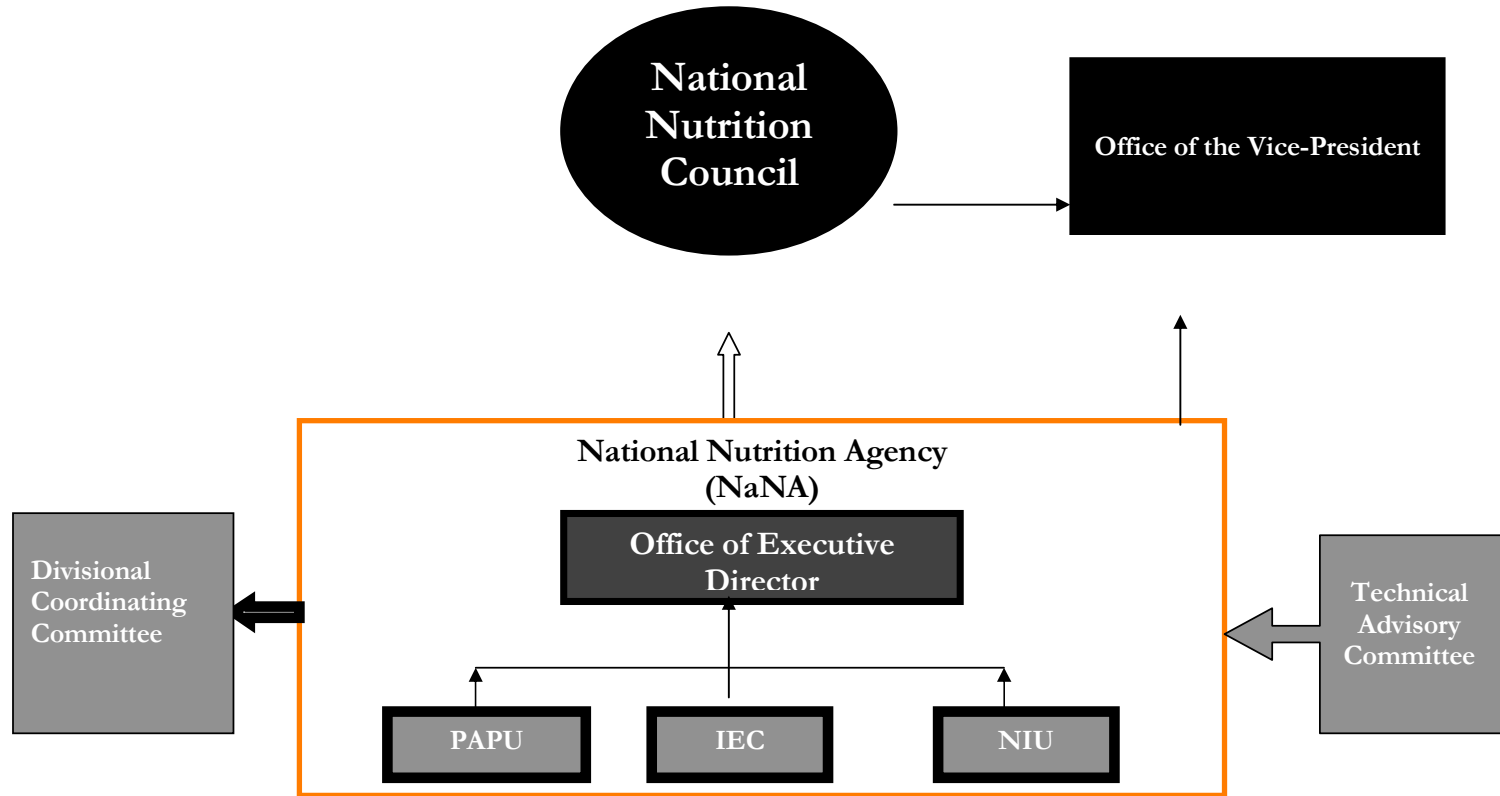 National
Nutrition
Council
Office of the Vice-President
National Nutrition Agency
(NaNA)
Office of Executive
Director
Divisional
Coordinating
Committee
Technical
Advisory
Committee
PAPU
IEC
NIU